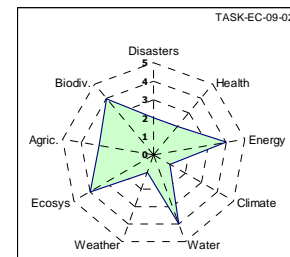 TASK-EC-09-02
Disasters
5
Biodiv.
4
Health
3
2
Agric.
1
Energy
0
Ecosys
Climate
Weather
Water